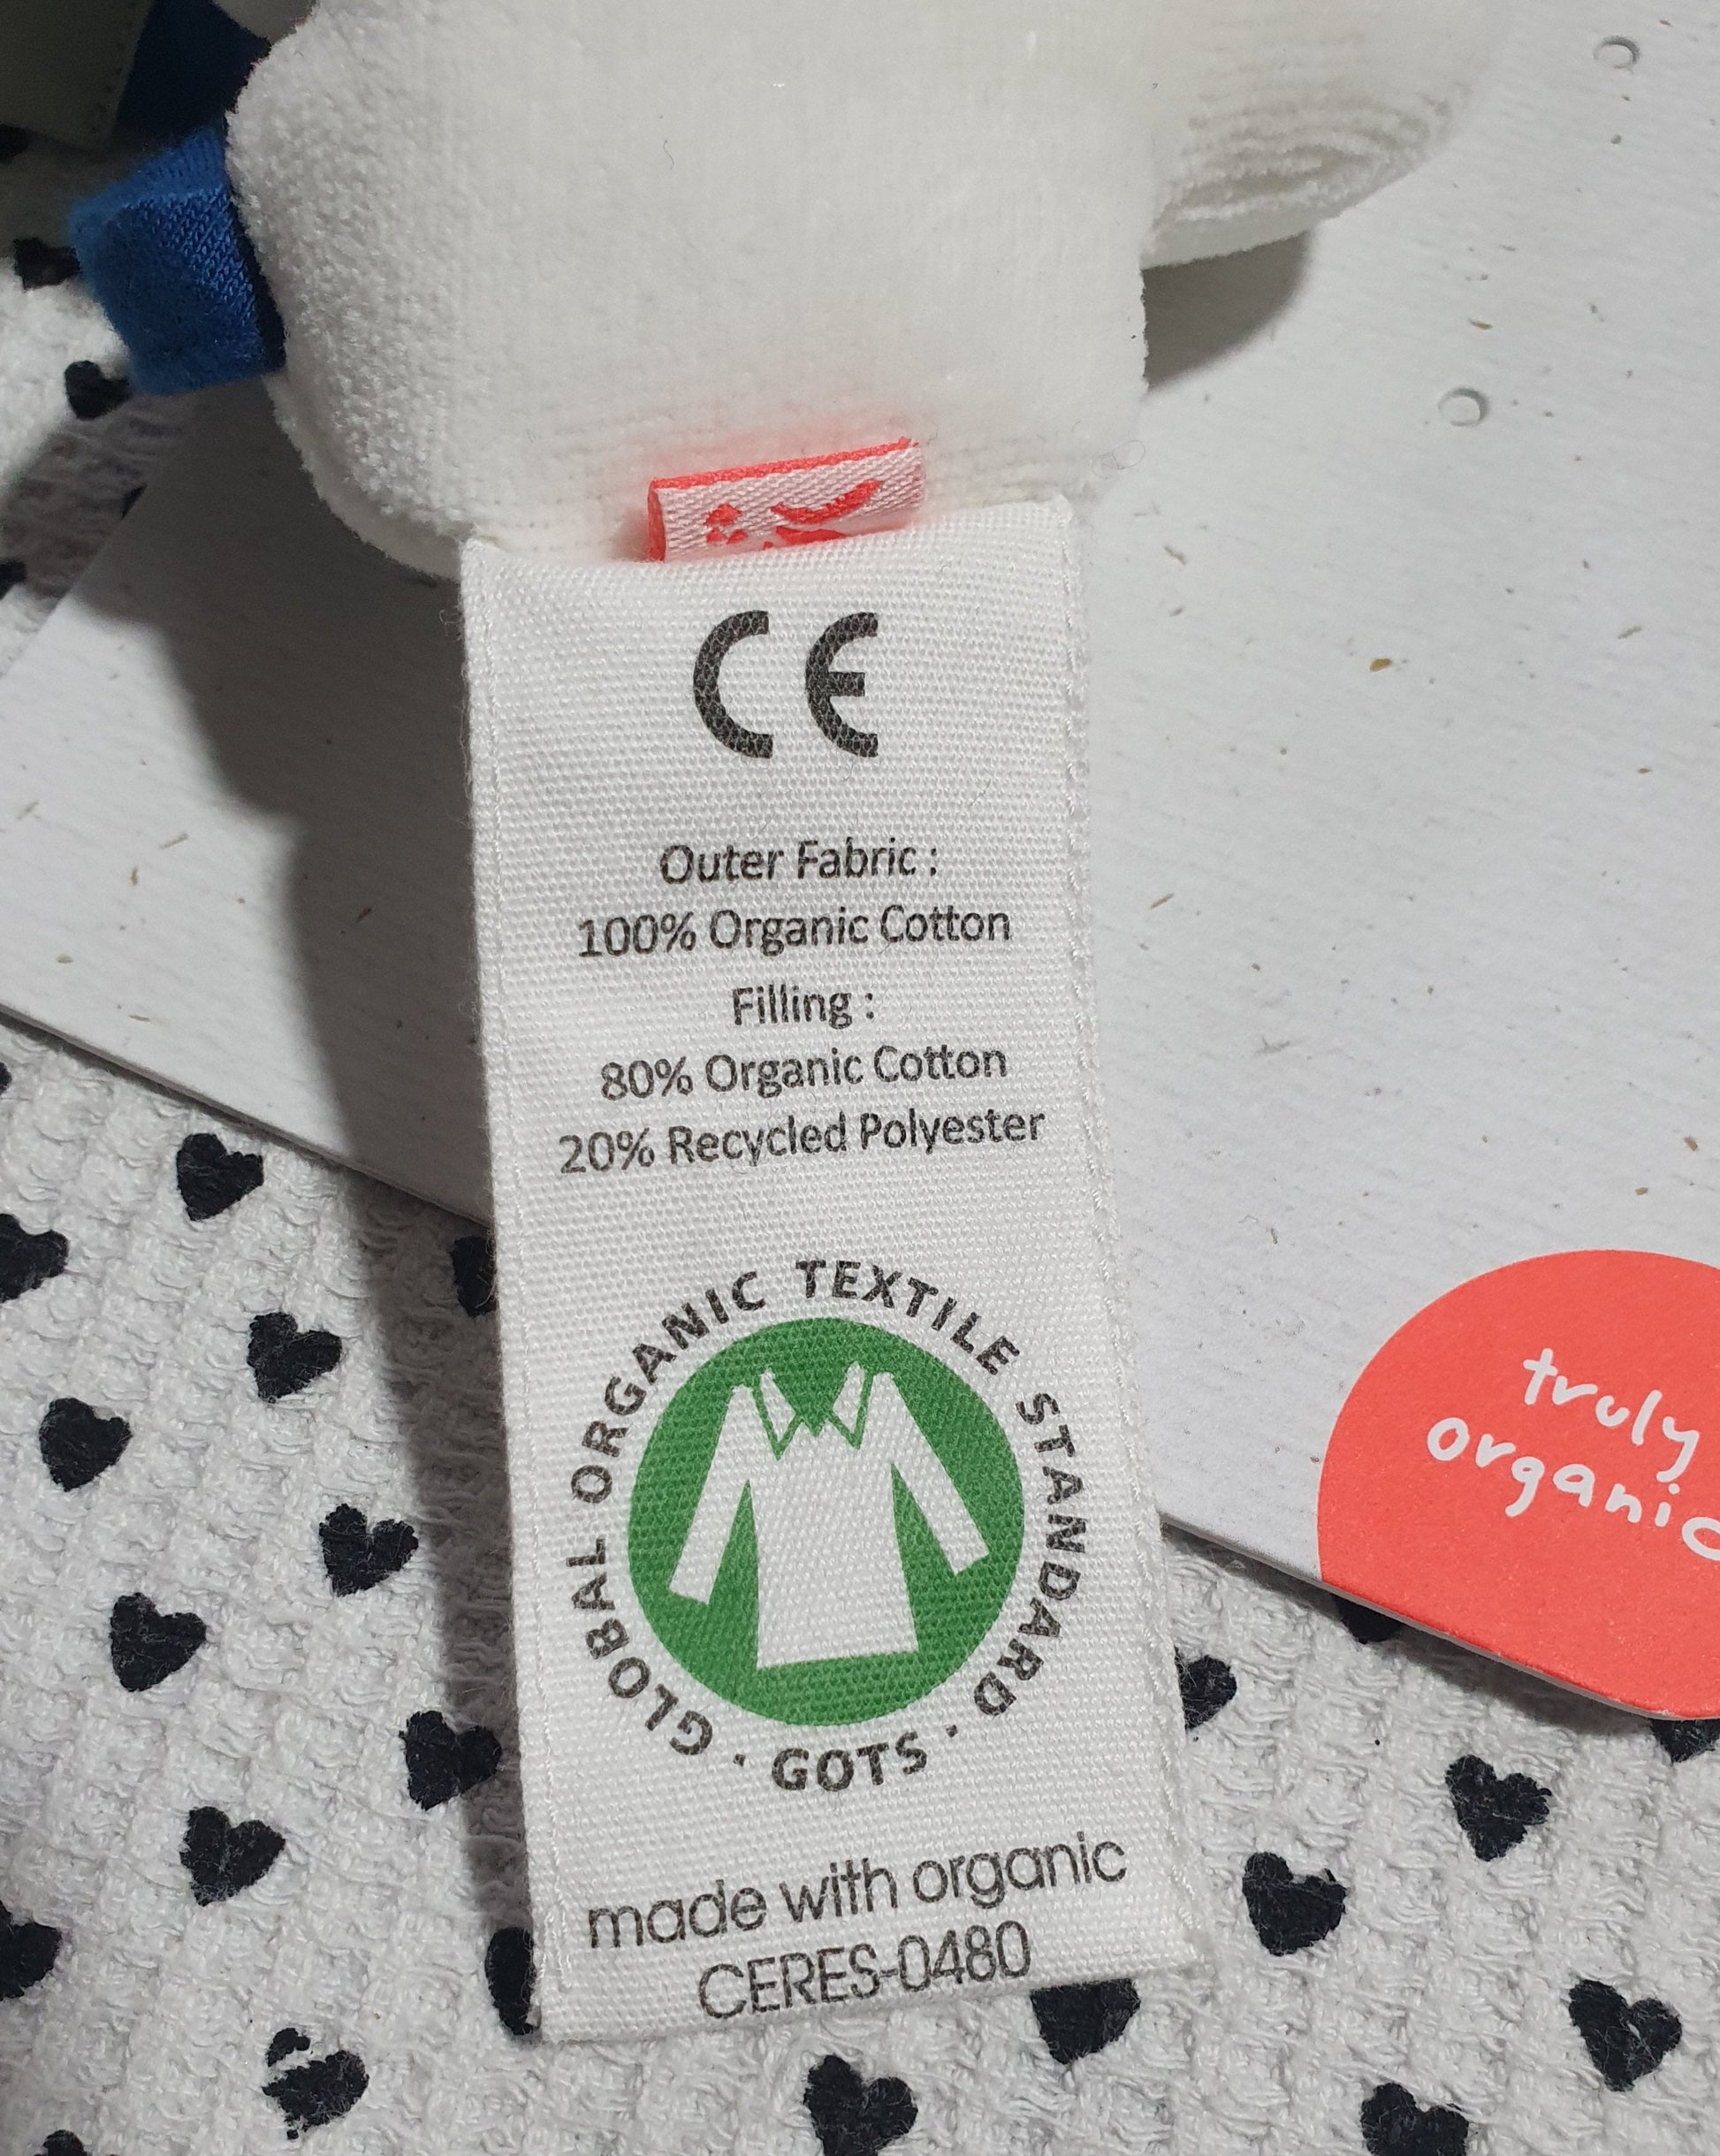 CE
Outer Fabric :
100% Organic Cotton
Filling :
80% Organic Cotton
20% Recycled Polyester
GLOBAL ORGANIC TEXTILE STANDARD · GOTS ·
made with organic
CERES-0480
truly
organic